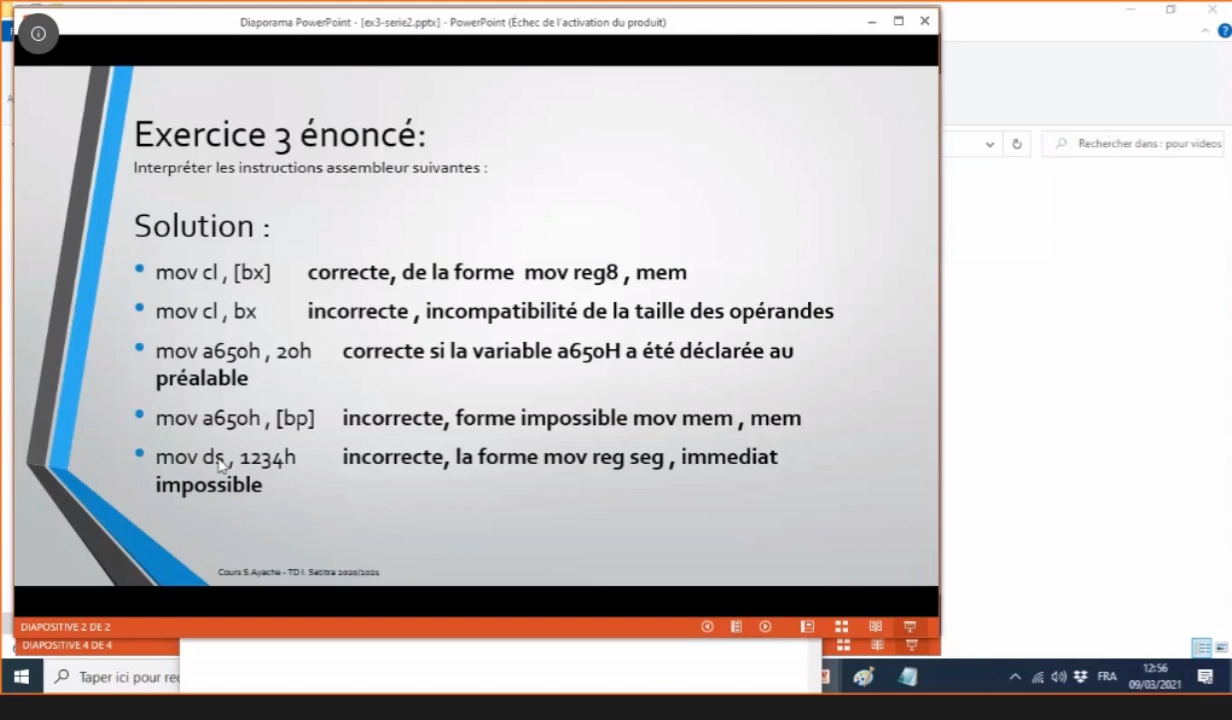 Diaporama PowerPoint - [ex3-serie2.pptx] - PowerPoint (Échec de l'activation du produit)
Rechercher dans : pour videos
Exercice 3 énoncé:
Interpréter les instructions assembleur suivantes :
Solution :
mov cl , [bx] correcte, de la forme mov reg8 , mem
mov cl , bx incorrecte , incompatibilité de la taille des opérandes
mov a650h , 20h correcte si la variable a650H a été déclarée au
préalable
mov a650h , [bp] incorrecte, forme impossible mov mem , mem
mov ds , 1234h incorrecte, la forme mov reg seg , immediat
impossible
Cours S.Ayache - TD I. Setitra 2020/2021
DIAPOSITIVE 2 DE 2
DIAPOSITIVE 4 DE 4
Taper ici pour
FRA
12:56
09/03/2021